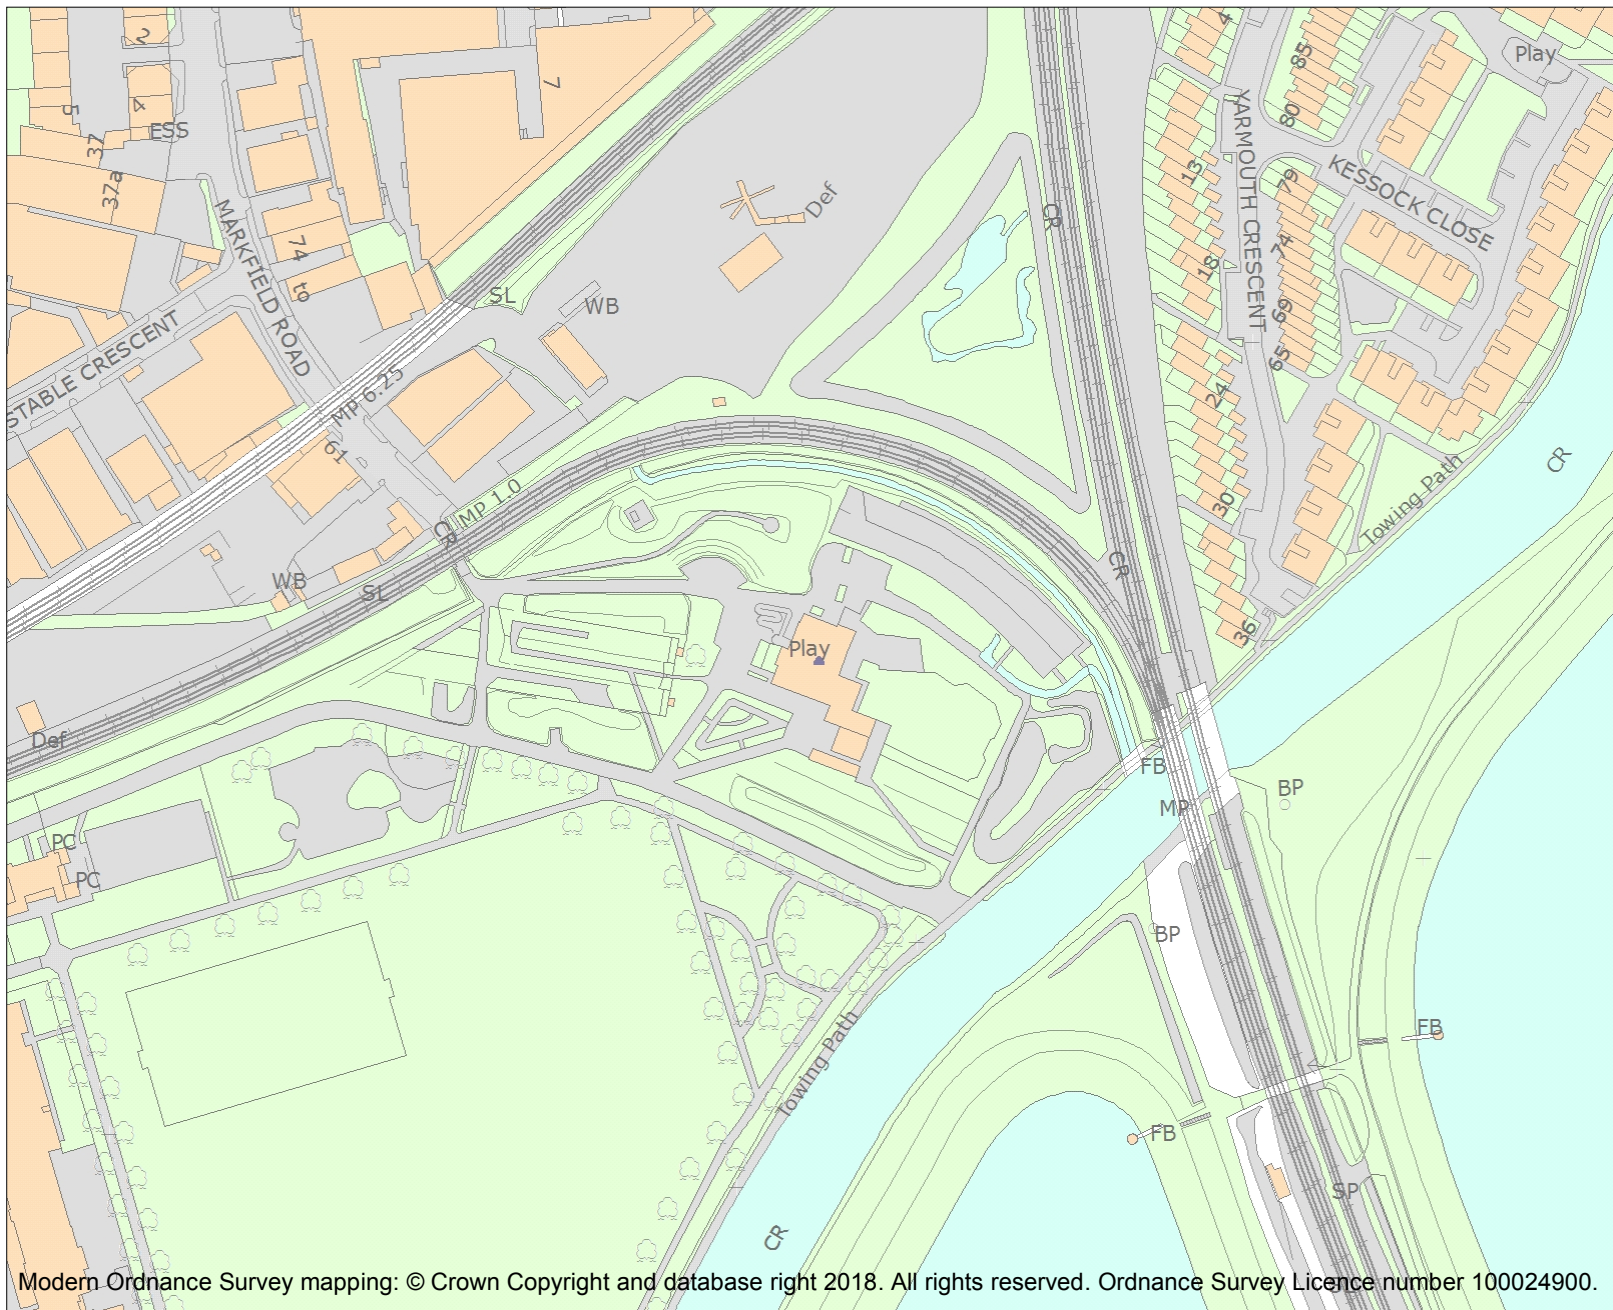 2
4
5
37
ESS
37a
7
4
85
80
Play
YARMOUTH CRESCENT
KESSOCK CLOSE
13
79
CR
Def
MARKFIELD ROAD
74
to
18
74
SL
WB
69
STABLE CRESCENT
MP 6.25
65
24
61
CR
MP 1.0
30
Towing Path
CR
CR
WB
SL
36
Play
Def
FB
MP
BP
PC
PC
BP
Towing Path
FB
FB
SP
CR
SL
Modern Ordnance Survey mapping: © Crown Copyright and database right 2018. All rights reserved. Ordnance Survey Licence number 100024900.